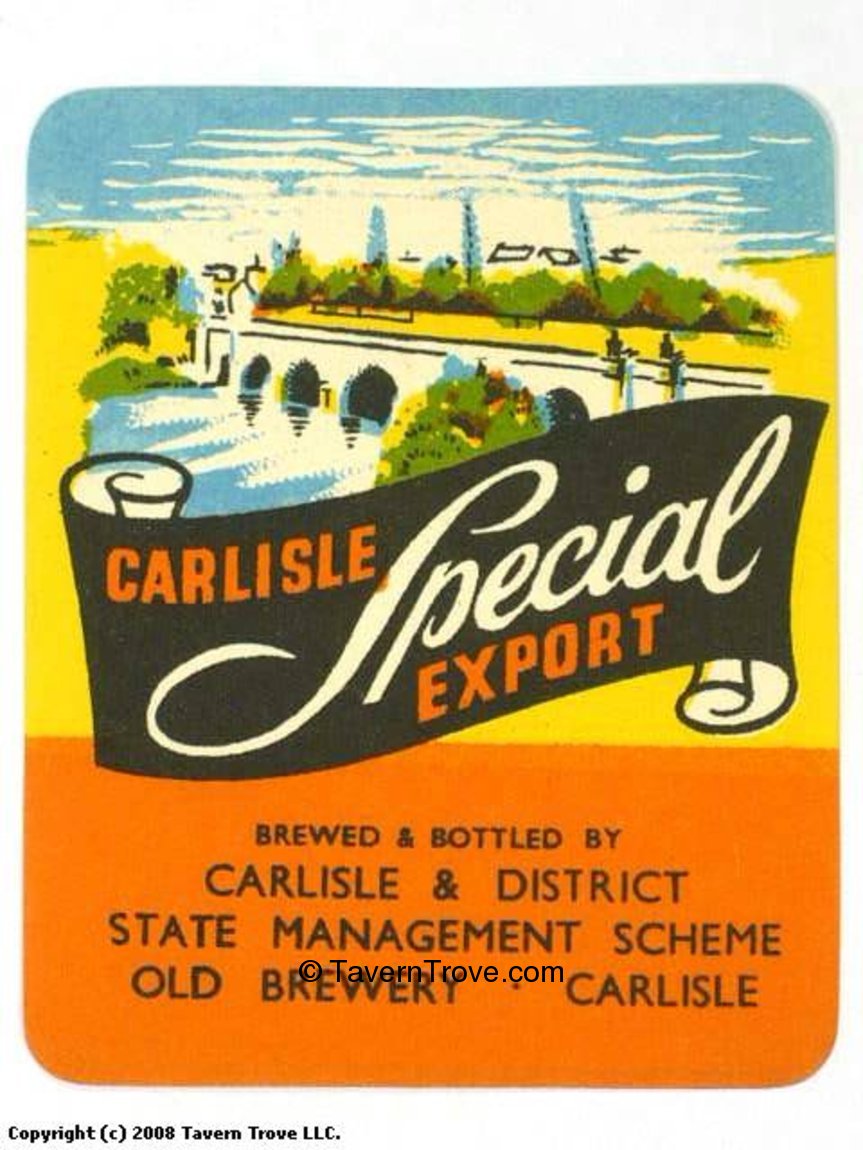 CARLISLE Special
EXPORT
BREWED & BOTTLED BY
CARLISLE & DISTRICT
STATE MANAGEMENT SCHEME
© TavernTrove.com
OLD BREWERY · CARLISLE
Copyright (c) 2008 Tavern Trove LLC.